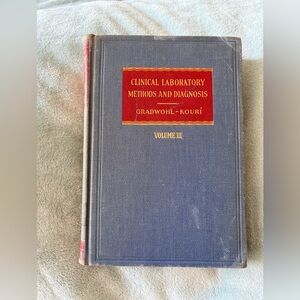 CLINICAL LABORATORY
METHODS AND DIAGNOSIS
GRADWOHL - KOURÍ
VOLUME III